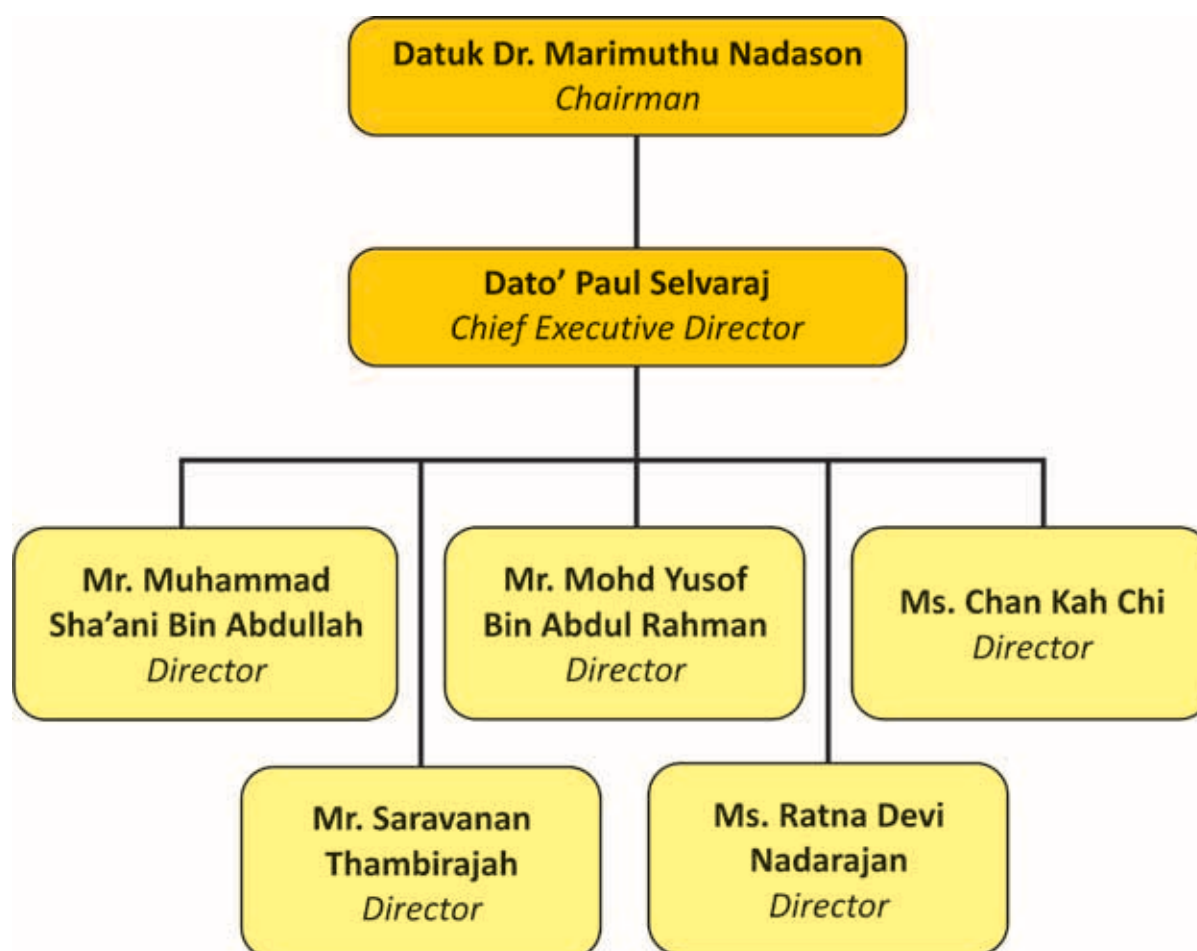 Datuk Dr. Marimuthu Nadason
Chairman
Dato’ Paul Selvaraj
Chief Executive Director
Mr. Muhammad
Sha’ani Bin Abdullah
Director
Mr. Mohd Yusof
Bin Abdul Rahman
Director
Ms. Chan Kah Chi
Director
Mr. Saravanan
Thambirajah
Director
Ms. Ratna Devi
Nadarajan
Director